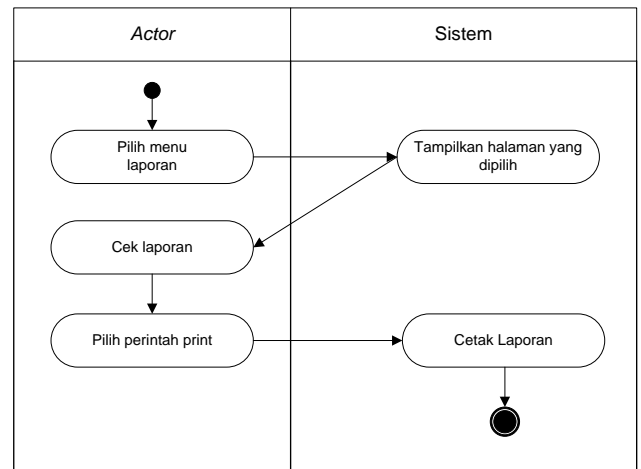 Actor
Sistem
Pilih menu
laporan
Tampilkan halaman yang
dipilih
Cek laporan
Pilih perintah print
Cetak Laporan